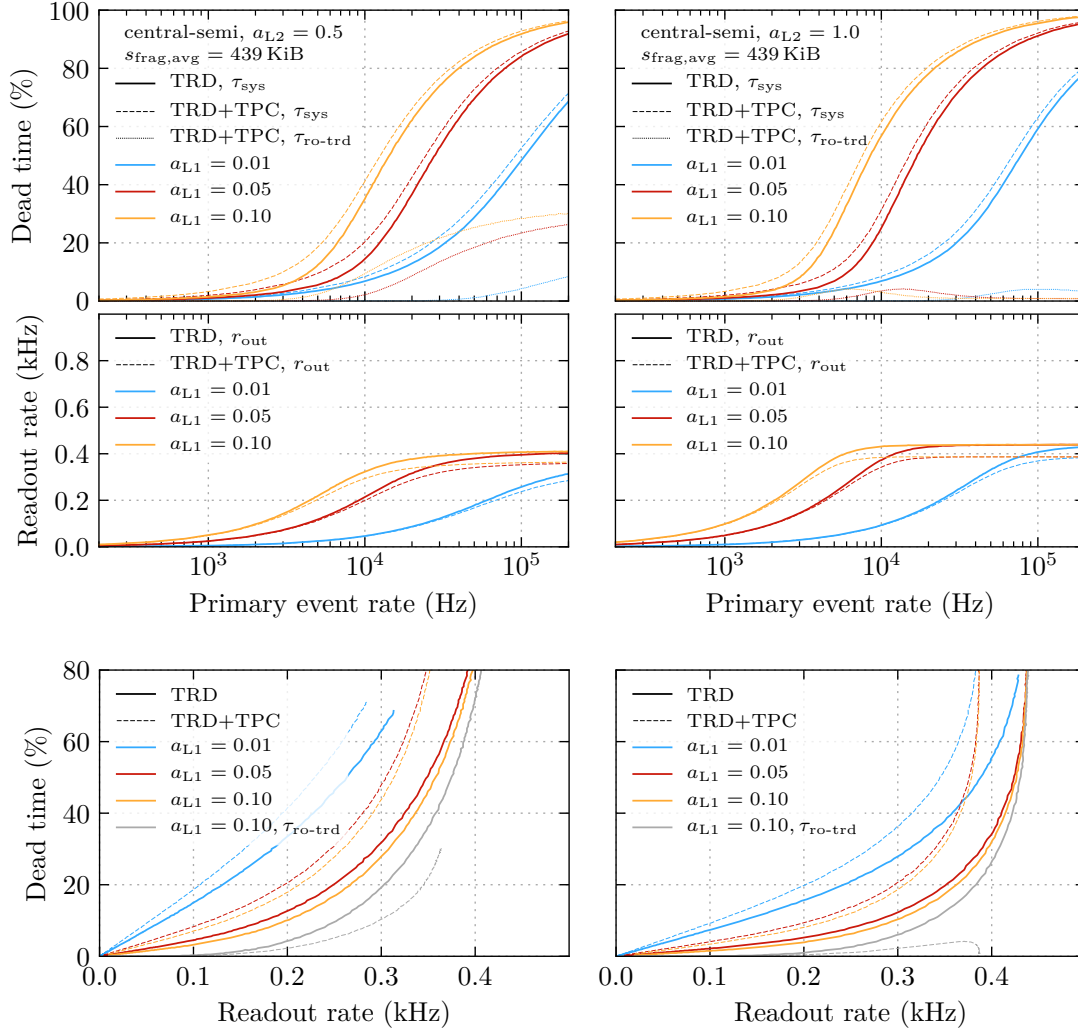 central-semi, a_L2 = 0.5
s_frag,avg = 439 KiB
TRD, τ_sys
TRD+TPC, τ_sys
TRD+TPC, τ_ro-trd
a_L1 = 0.01
a_L1 = 0.05
a_L1 = 0.10
Dead time (%)
100
80
60
40
20
0
central-semi, a_L2 = 1.0
s_frag,avg = 439 KiB
TRD, τ_sys
TRD+TPC, τ_sys
TRD+TPC, τ_ro-trd
a_L1 = 0.01
a_L1 = 0.05
a_L1 = 0.10
TRD, r_out
TRD+TPC, r_out
a_L1 = 0.01
a_L1 = 0.05
a_L1 = 0.10
Readout rate (kHz)
0.8
0.6
0.4
0.2
0.0
10^3 10^4 10^5
Primary event rate (Hz)
TRD, r_out
TRD+TPC, r_out
a_L1 = 0.01
a_L1 = 0.05
a_L1 = 0.10
10^3 10^4 10^5
Primary event rate (Hz)
TRD
TRD+TPC
a_L1 = 0.01
a_L1 = 0.05
a_L1 = 0.10
a_L1 = 0.10, τ_ro-trd
Dead time (%)
80
60
40
20
0
0.0 0.1 0.2 0.3 0.4
Readout rate (kHz)
TRD
TRD+TPC
a_L1 = 0.01
a_L1 = 0.05
a_L1 = 0.10
a_L1 = 0.10, τ_ro-trd
0.0 0.1 0.2 0.3 0.4
Readout rate (kHz)